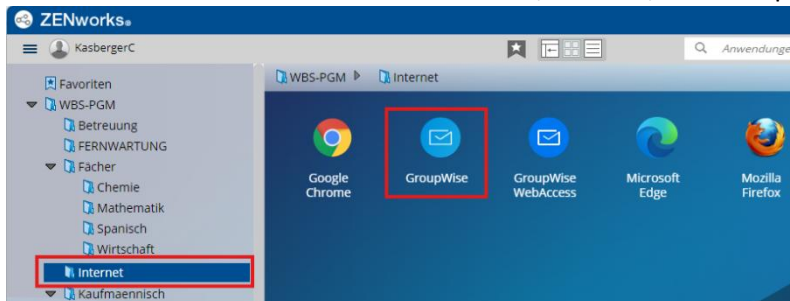 ZENworks®
KasbergerC
Anwendunge
Favoriten
WBS-PGM
Betreuung
FERNWARTUNG
Fächer
Chemie
Mathematik
Spanisch
Wirtschaft
Internet
Kaufmaennisch
WBS-PGM Internet
Google
Chrome
GroupWise
GroupWise
WebAccess
Microsoft
Edge
Mozilla
Firefox